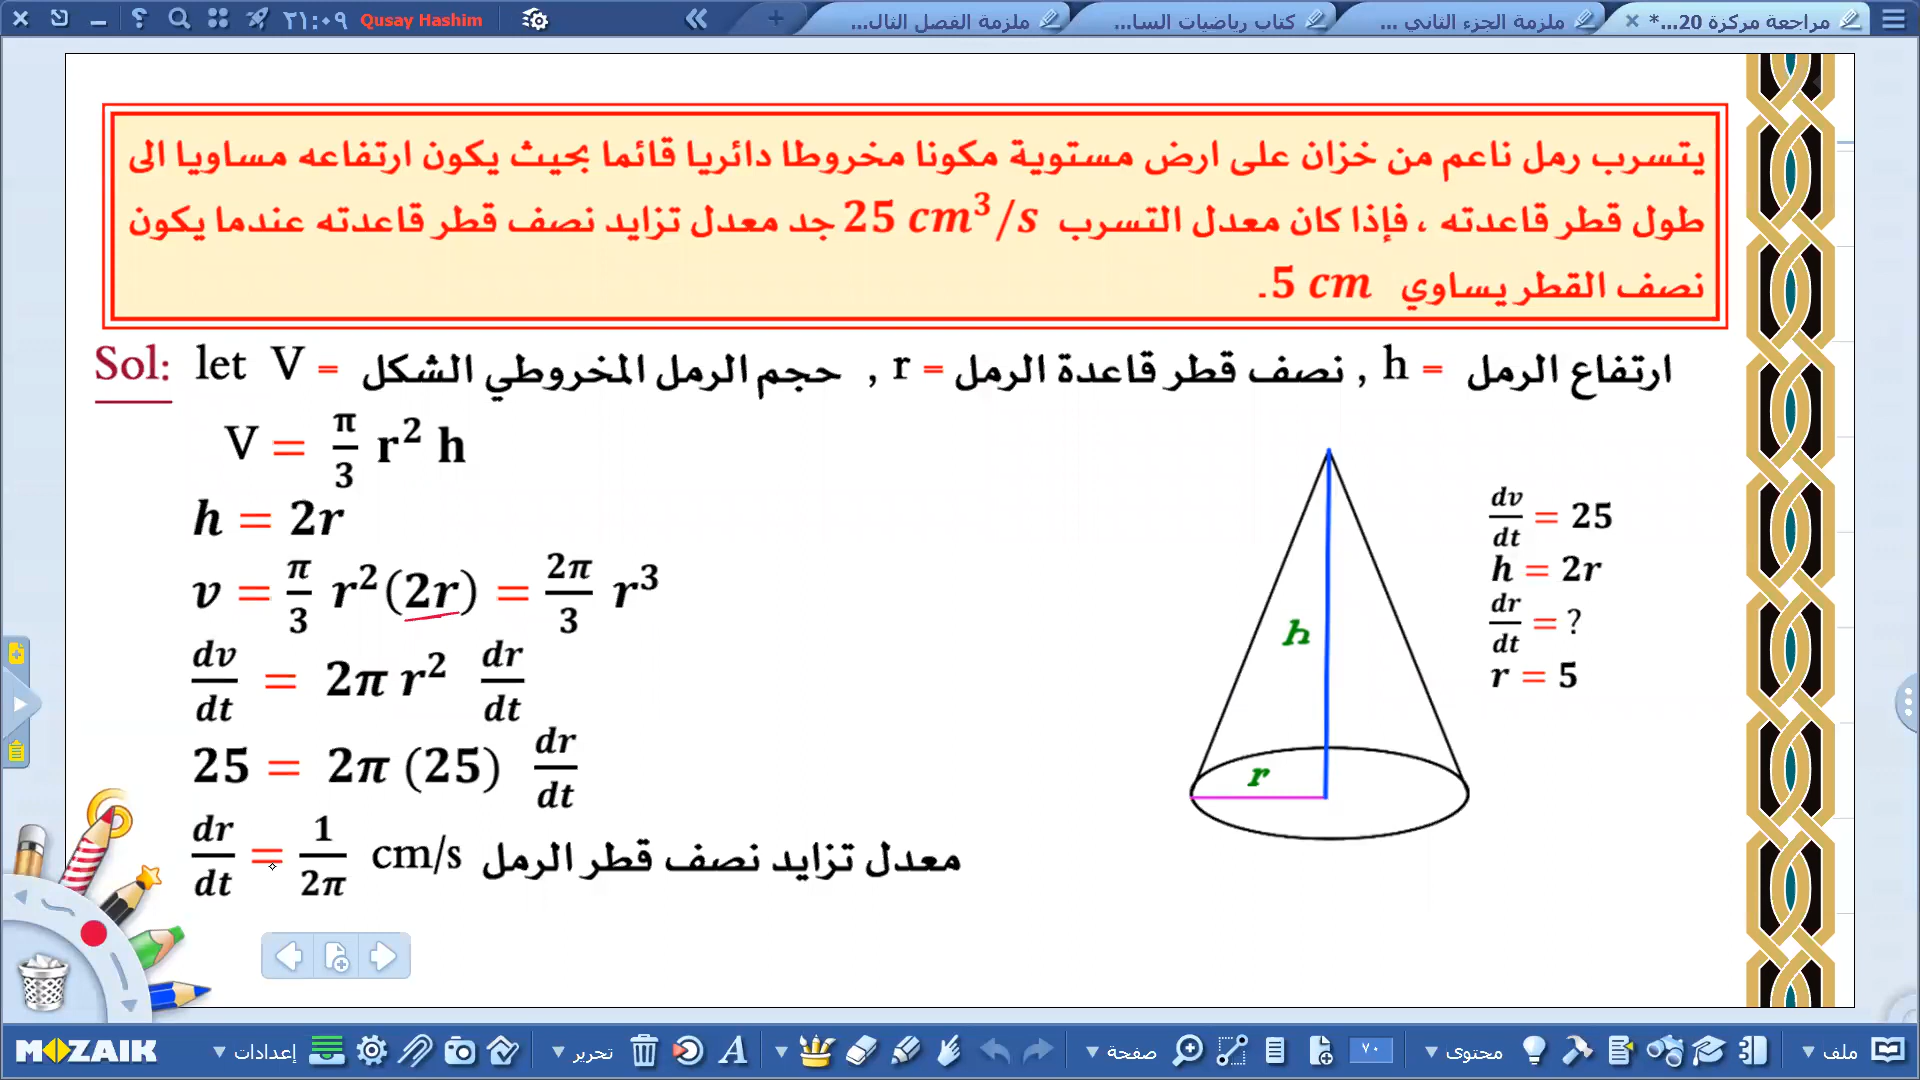 Qusay Hashim ٢١:٠٩
مراجعة مركزة 20...* ملزمة الجزء الثاني ... كتاب رياضيات السا... ملزمة الفصل الثال...
يتسرب رمل ناعم من خزان على ارض مستوية مكونا مخروطا دائريا قائما بحيث يكون ارتفاعه مساويا الى
طول قطر قاعدته ، فإذا كان معدل التسرب 25 cm³/s جد معدل تزايد نصف قطر قاعدته عندما يكون
نصف القطر يساوي 5 cm.
Sol: let V = حجم الرمل المخروطي الشكل , r = نصف قطر قاعدة الرمل , h = ارتفاع الرمل
V = π/3 r² h
h = 2r
v = π/3 r²(2r) = 2π/3 r³
dv/dt = 2π r² dr/dt
25 = 2π (25) dr/dt
dr/dt = 1/2π cm/s معدل تزايد نصف قطر الرمل
h
r
dv/dt = 25
h = 2r
dr/dt = ?
r = 5
MOZAIK إعدادات تحرير A صفحة ٧٠ محتوى ملف